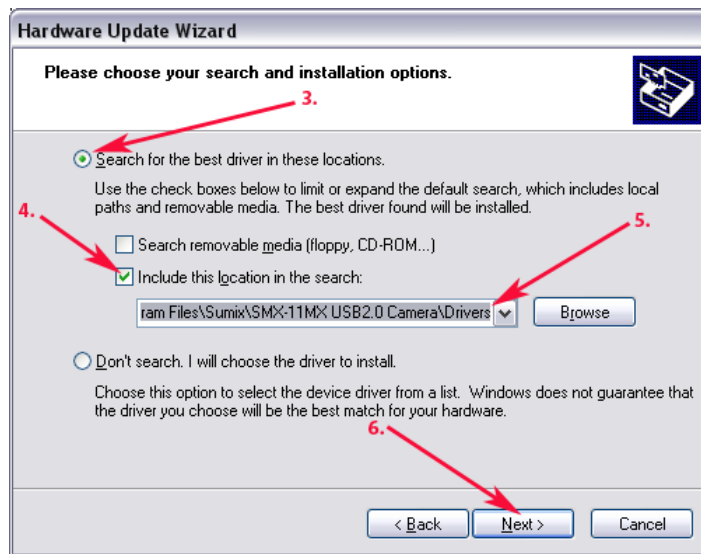 Hardware Update Wizard
Please choose your search and installation options.
3.
Search for the best driver in these locations.
Use the check boxes below to limit or expand the default search, which includes local
paths and removable media. The best driver found will be installed.
4.
5.
Search removable media (floppy, CD-ROM...)
Include this location in the search:
ram Files\Sumix\SMX-11MX USB2.0 Camera\Drivers
Browse
Don't search. I will choose the driver to install.
Choose this option to select the device driver from a list. Windows does not guarantee that
the driver you choose will be the best match for your hardware.
6.
< Back
Next >
Cancel